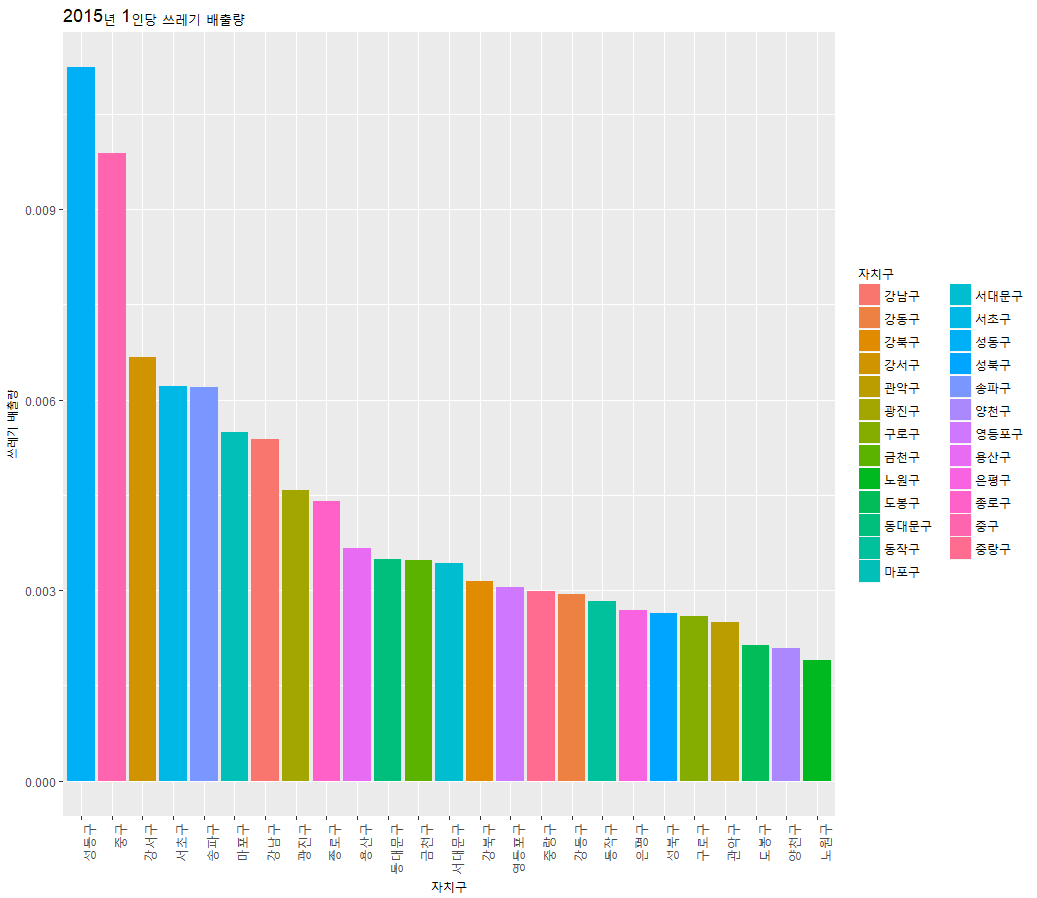 2015년 1인당 쓰레기 배출량
쓰레기 배출량
0.009
0.006
0.003
0.000
성동구
중구
강서구
서초구
송파구
마포구
강남구
광진구
종로구
용산구
동대문구
금천구
서대문구
강북구
영등포구
중랑구
강동구
동작구
은평구
성북구
구로구
관악구
도봉구
양천구
노원구
자치구
자치구
강남구
강동구
강북구
강서구
관악구
광진구
구로구
금천구
노원구
도봉구
동대문구
동작구
마포구
서대문구
서초구
성동구
성북구
송파구
양천구
영등포구
용산구
은평구
종로구
중구
중랑구